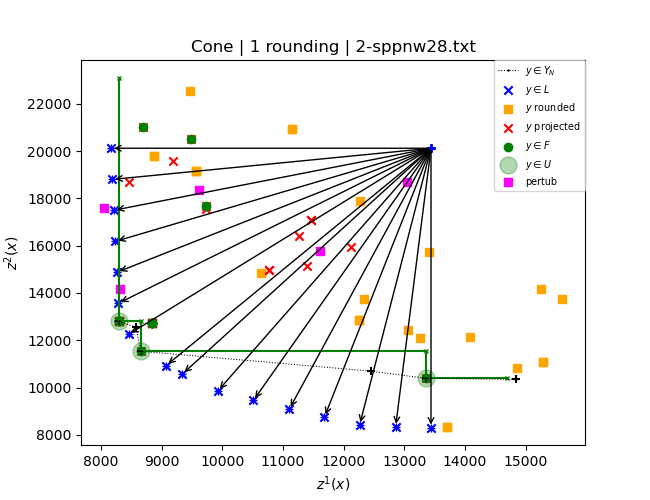 Cone | 1 rounding | 2-sppnw28.txt
y ∈ Y_N
y ∈ L
y rounded
y projected
y ∈ F
y ∈ U
pertub
z²(x)
22000
20000
18000
16000
14000
12000
10000
8000
8000 9000 10000 11000 12000 13000 14000 15000
z¹(x)